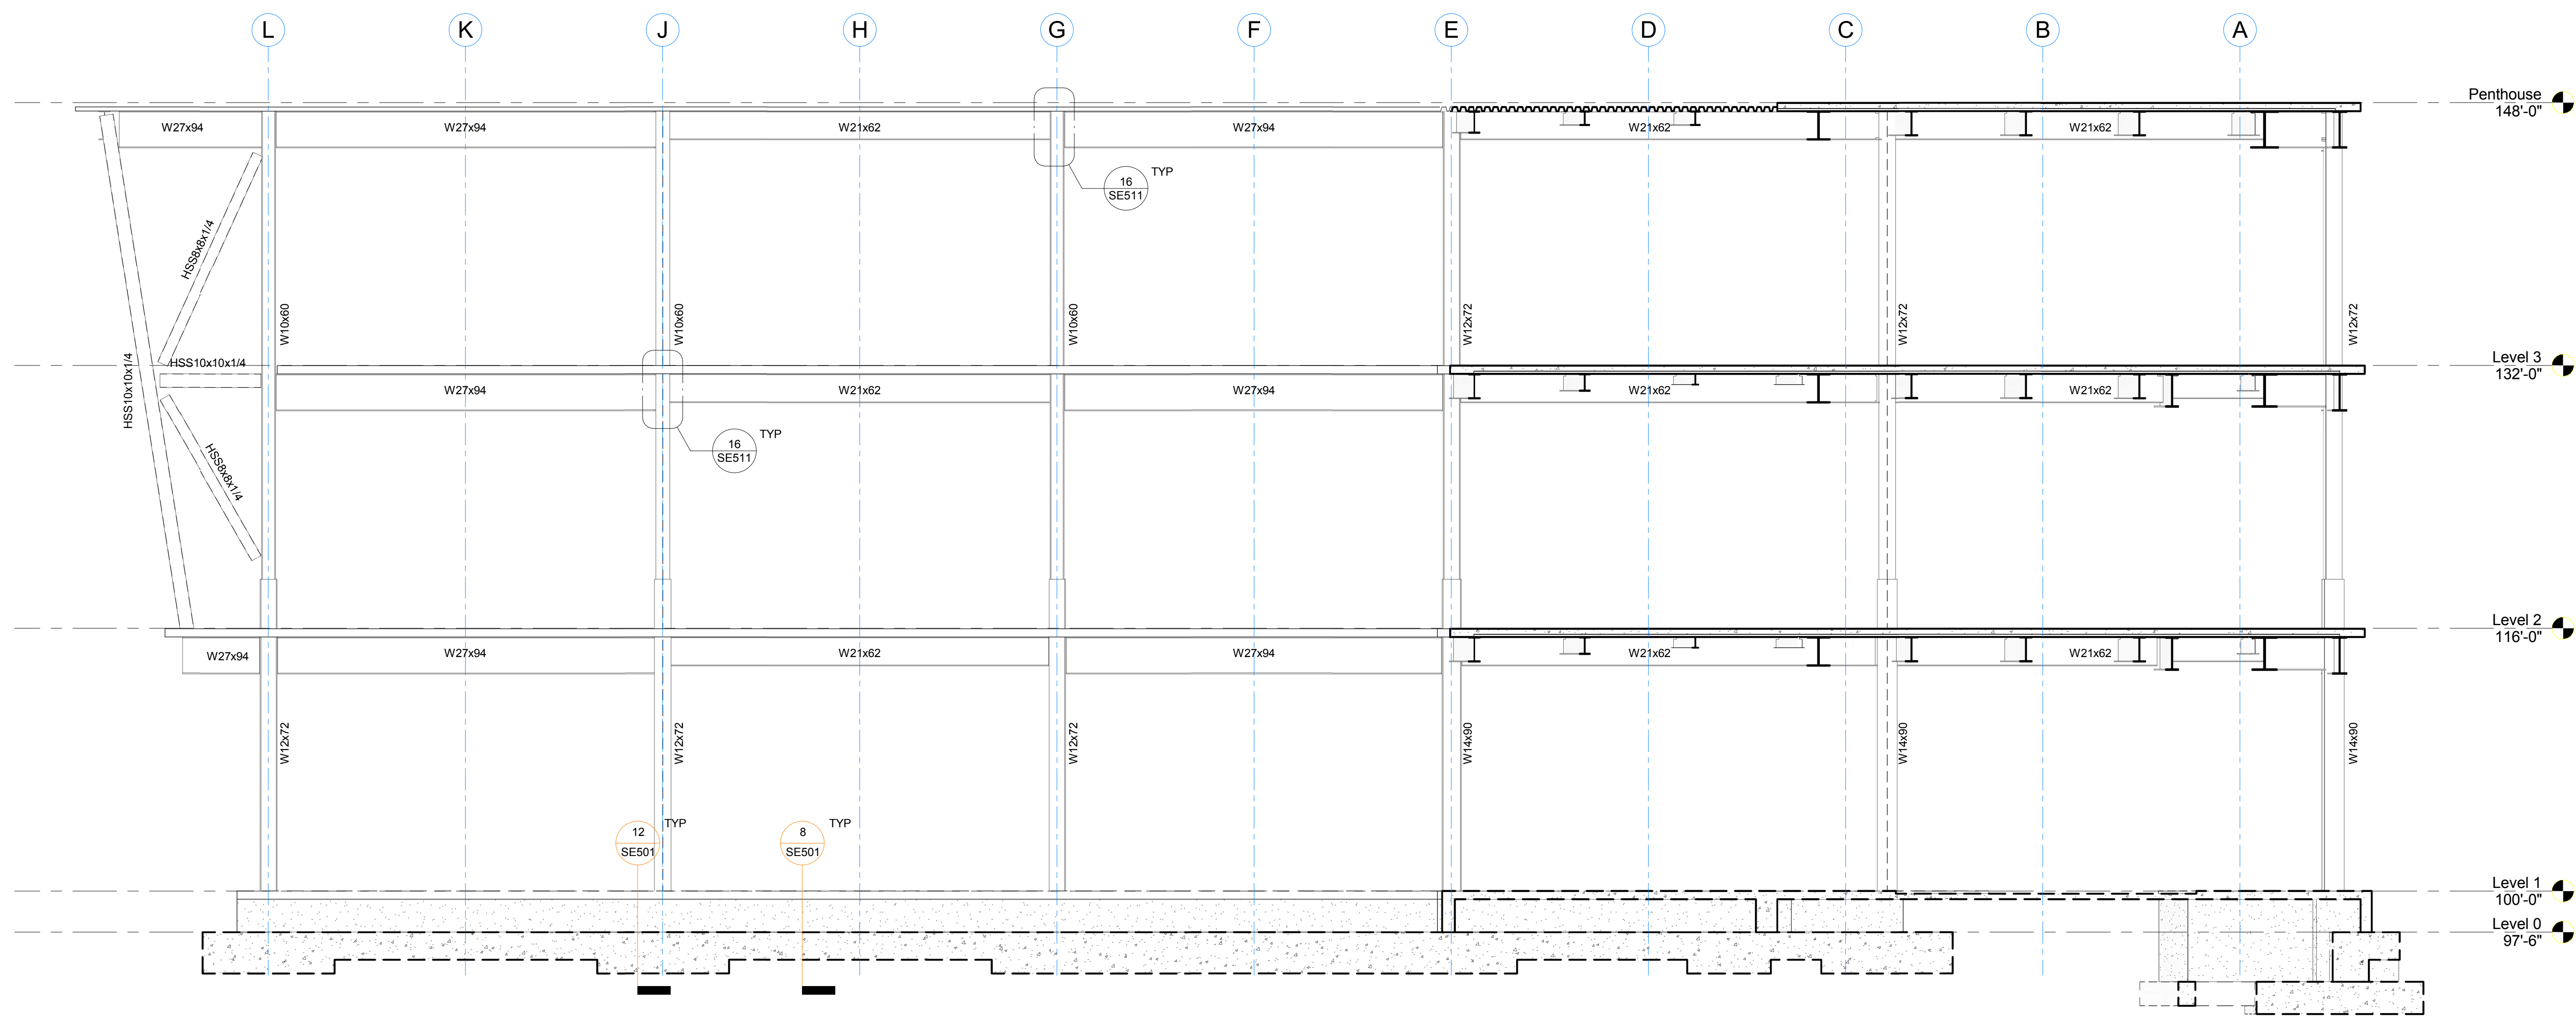 L K J H G F E D C B A
Penthouse
148'-0"
W27x94 W27x94 W21x62 W27x94 W21x62 W21x62
16
SE511
TYP
HSS8x8x1/4
W10x60 W10x60 W10x60 W12x72 W12x72 W12x72
Level 3
132'-0"
HSS10x10x1/4
HSS10x10x1/4
W27x94 W21x62 W27x94 W21x62 W21x62
16
SE511
TYP
HSS8x8x1/4
Level 2
116'-0"
W27x94 W27x94 W21x62 W27x94 W21x62 W21x62
W12x72 W12x72 W12x72 W14x90 W14x90 W14x90
12
SE501
TYP
8
SE501
TYP
Level 1
100'-0"
Level 0
97'-6"